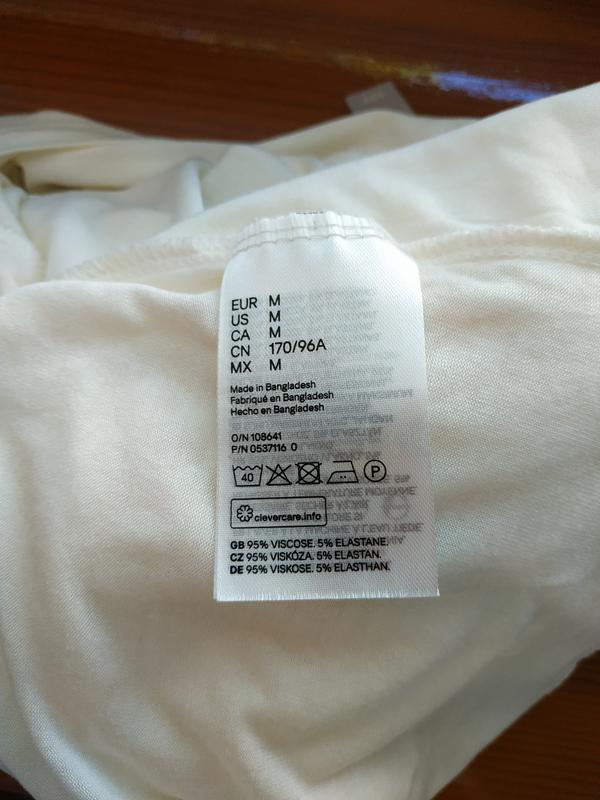 EUR M
US M
CA M
CN 170/96A
MX M
Made in Bangladesh
Fabriqué en Bangladesh
Hecho en Bangladesh
O/N 108641
P/N 0537116 0
40 P
clevercare.info
GB 95% VISCOSE. 5% ELASTANE.
CZ 95% VISKÓZA. 5% ELASTAN.
DE 95% VISKOSE. 5% ELASTHAN.